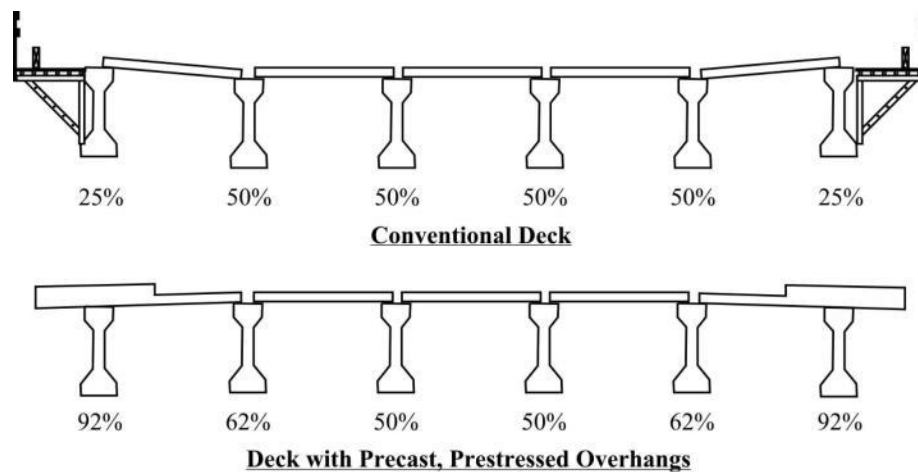 25% 50% 50% 50% 50% 25%
Conventional Deck
92% 62% 50% 50% 62% 92%
Deck with Precast, Prestressed Overhangs